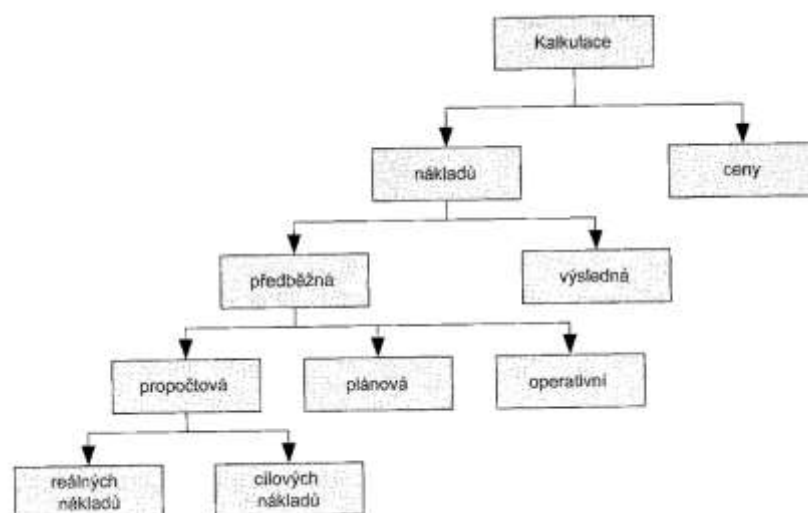 Kalkulace
nákladů
ceny
předběžná
výsledná
propočtová
plánová
operativní
reálných
nákladů
cílových
nákladů